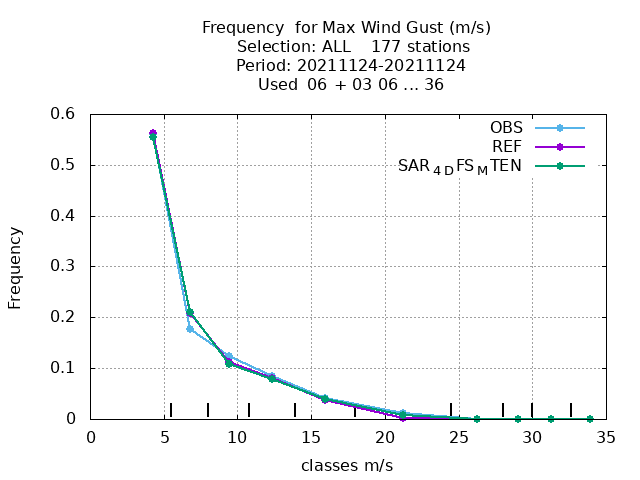 Frequency  for Max Wind Gust (m/s)
Selection: ALL    177 stations
Period: 20211124-20211124
Used  06 + 03 06 ... 36
0.6
0.5
0.4
0.3
0.2
0.1
0
Frequency
OBS
REF
SAR4DFSMTEN
0 5 10 15 20 25 30 35
classes m/s